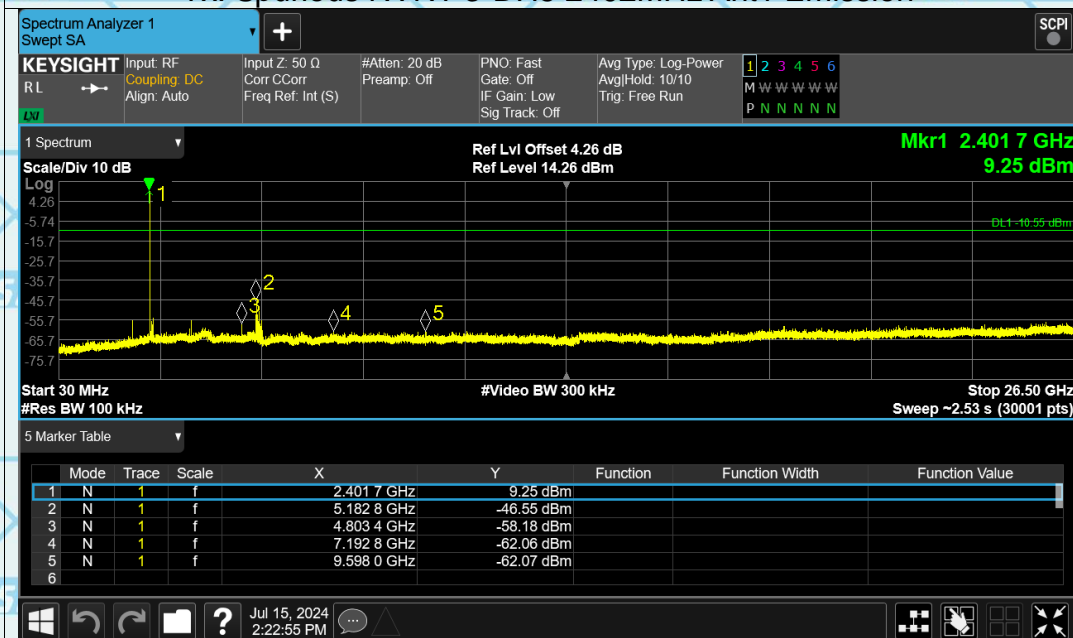 Spectrum Analyzer 1
Swept SA
+
SCPI
KEYSIGHT
RL
LXI
Input: RF
Coupling: DC
Align: Auto
Input Z: 50 Ω
Corr CCorr
Freq Ref: Int (S)
#Atten: 20 dB
Preamp: Off
PNO: Fast
Gate: Off
IF Gain: Low
Sig Track: Off
Avg Type: Log-Power
Avg|Hold: 10/10
Trig: Free Run
1 2 3 4 5 6
M W W W W W
P N N N N N
1 Spectrum
Scale/Div 10 dB
Ref Lvl Offset 4.26 dB
Ref Level 14.26 dBm
Mkr1 2.401 7 GHz
9.25 dBm
Log
4.26
-5.74
-15.7
-25.7
-35.7
-45.7
-55.7
-65.7
-75.7
DL1 -10.55 dBm
1
2
3
4
5
Start 30 MHz
#Res BW 100 kHz
#Video BW 300 kHz
Stop 26.50 GHz
Sweep ~2.53 s (30001 pts)
5 Marker Table
Mode Trace Scale X Y Function Function Width Function Value
1 N 1 f 2.401 7 GHz 9.25 dBm
2 N 1 f 5.182 8 GHz -46.55 dBm
3 N 1 f 4.803 4 GHz -58.18 dBm
4 N 1 f 7.192 8 GHz -62.06 dBm
5 N 1 f 9.598 0 GHz -62.07 dBm
6
?
Jul 15, 2024
2:22:55 PM